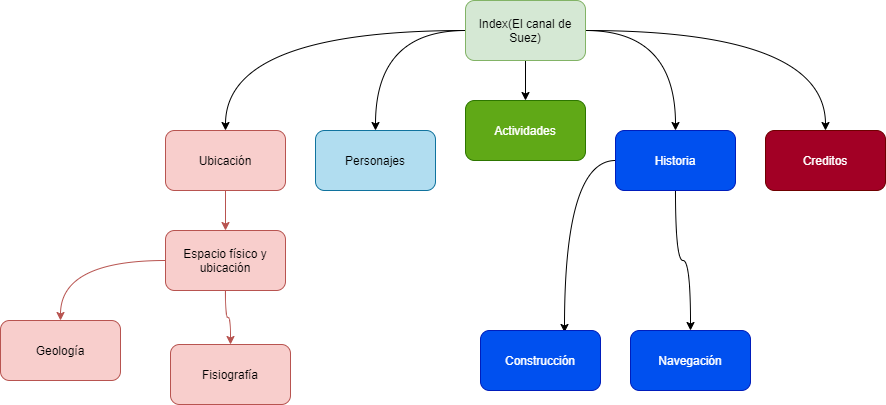 Index(El canal de
Suez)
Actividades
Ubicación
Personajes
Historia
Creditos
Espacio físico y
ubicación
Geología
Fisiografía
Construcción
Navegación